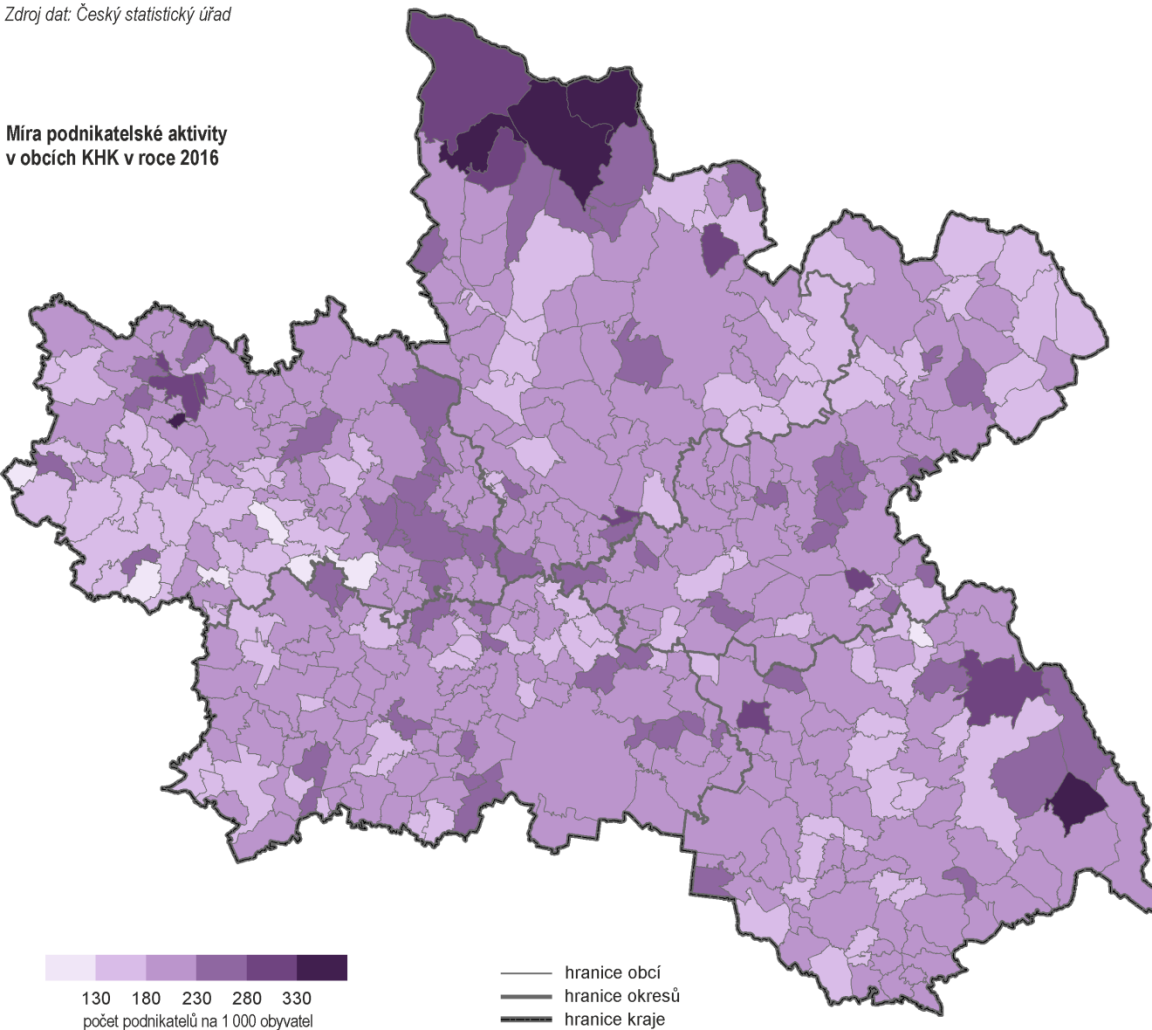 Zdroj dat: Český statistický úřad
Míra podnikatelské aktivity
v obcích KHK v roce 2016
130 180 230 280 330
počet podnikatelů na 1 000 obyvatel
hranice obcí
hranice okresů
hranice kraje